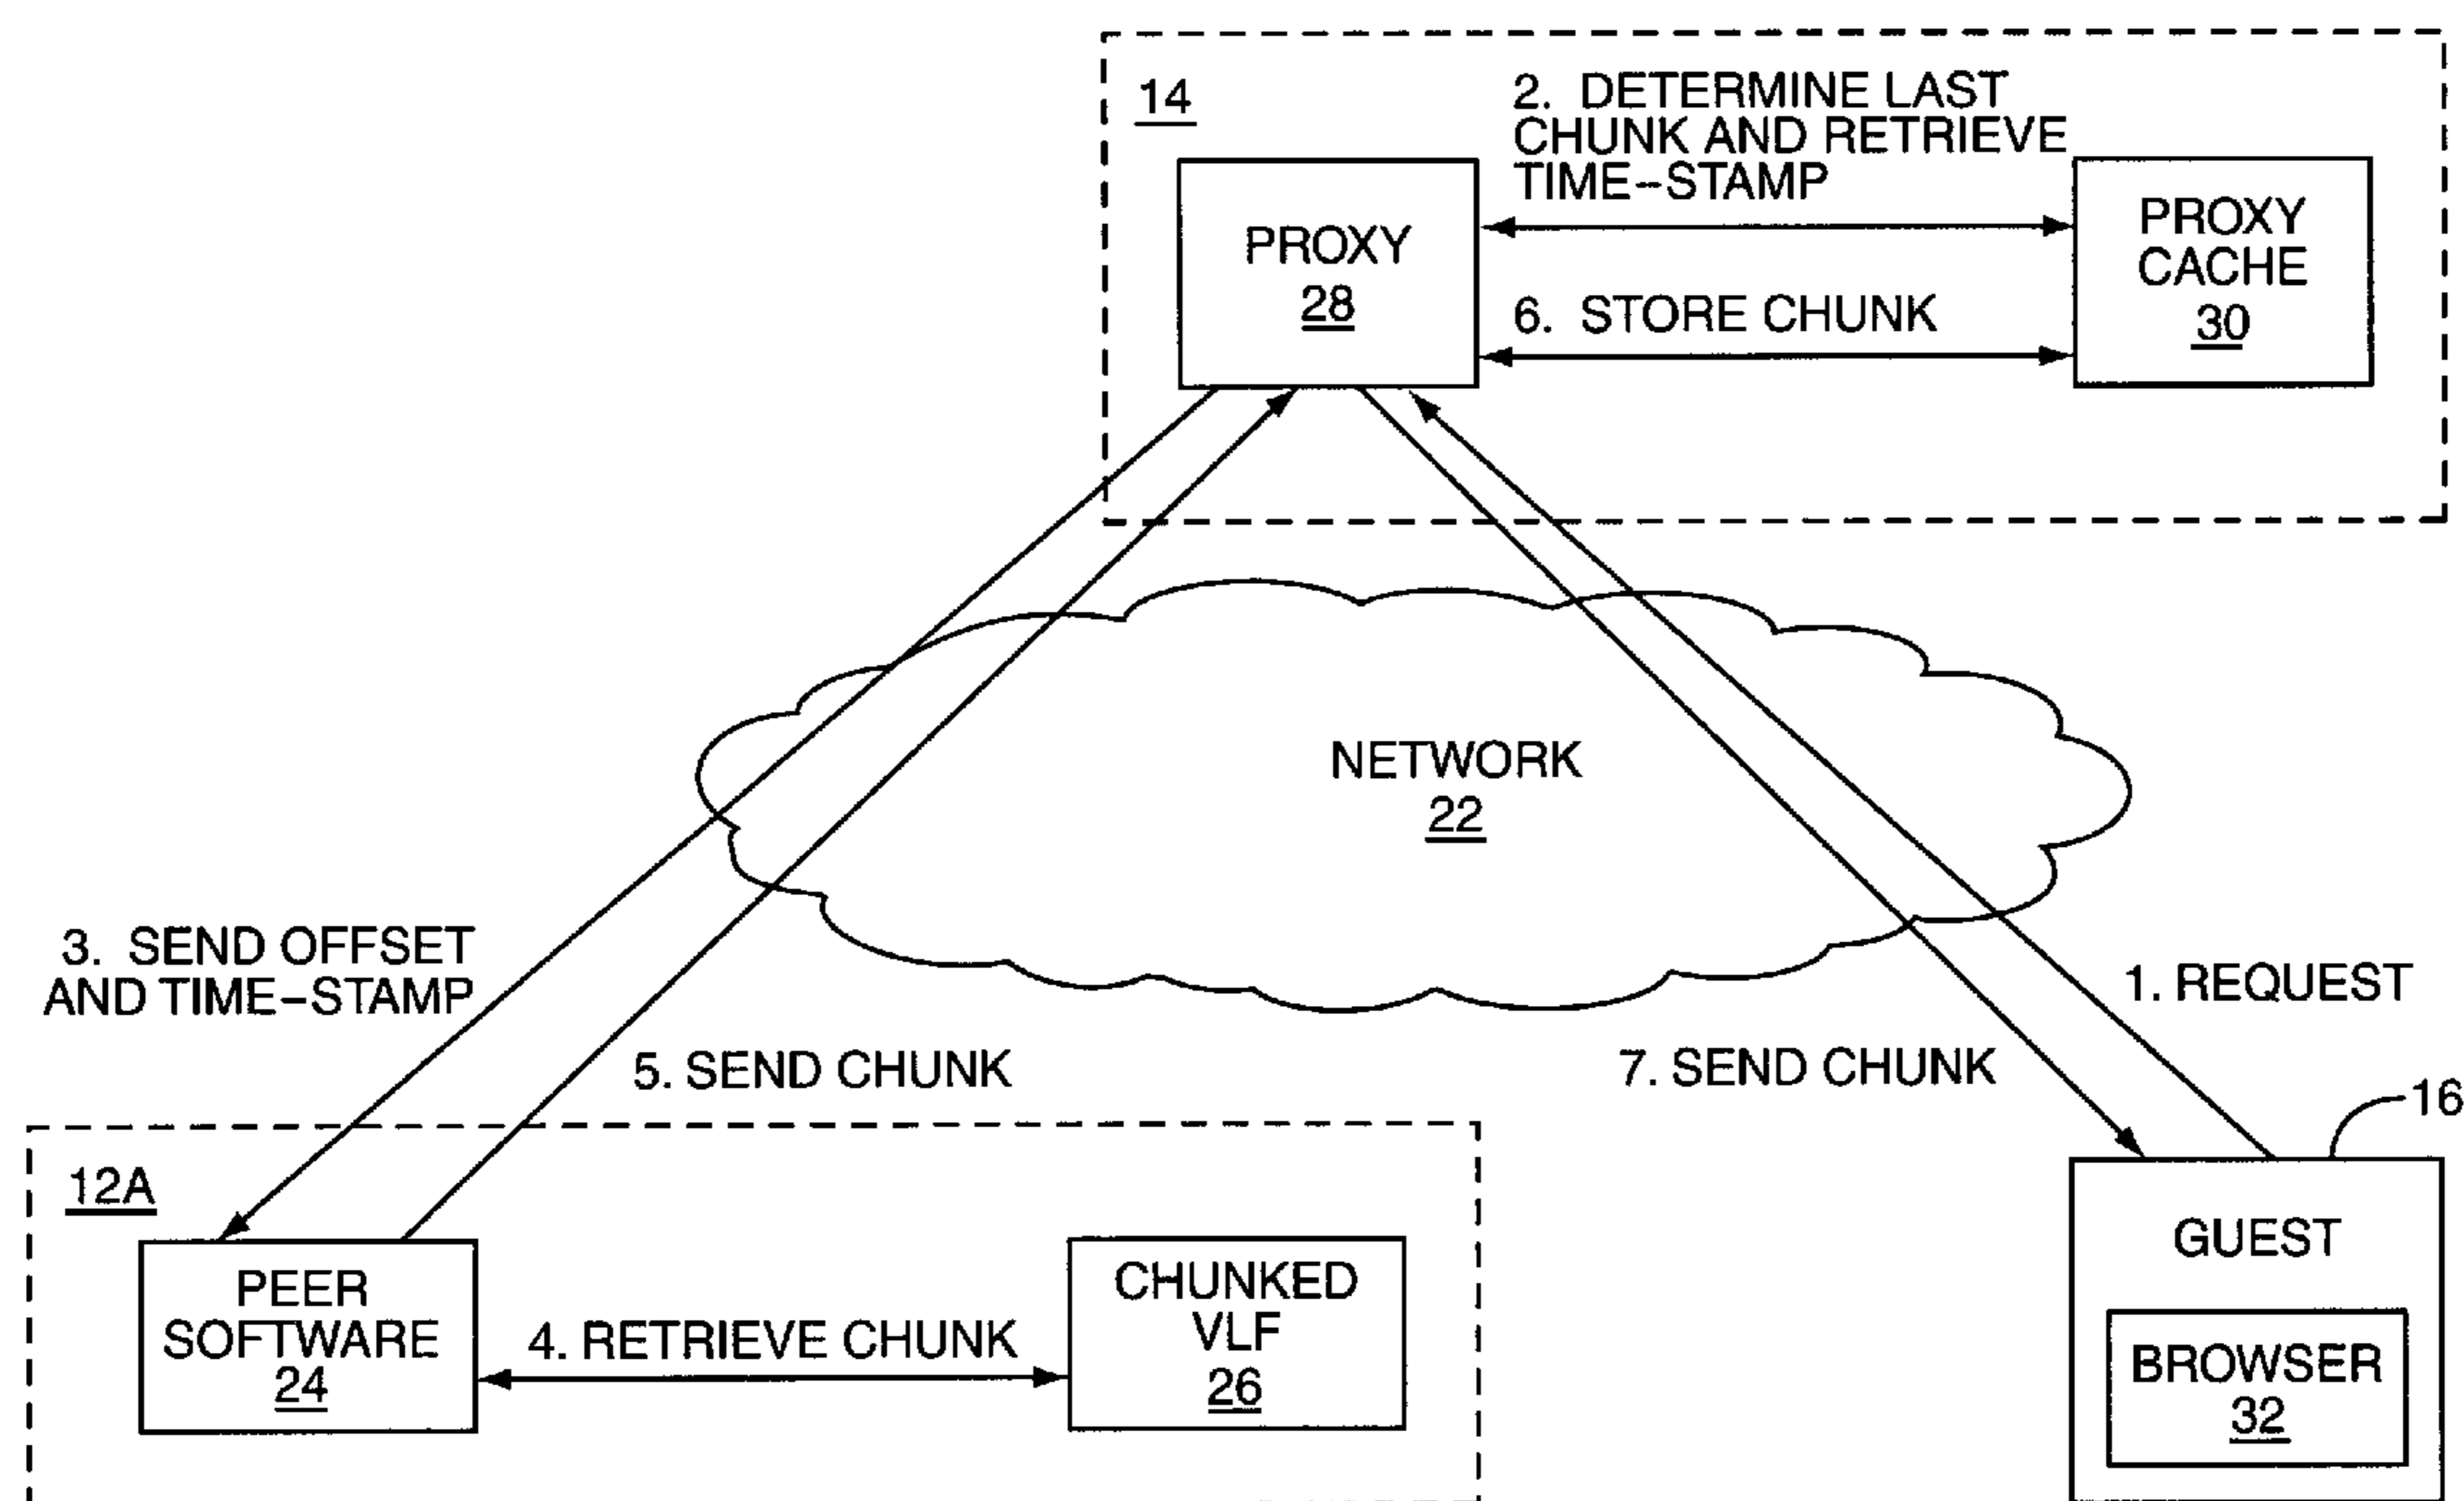 14
2. DETERMINE LAST
CHUNK AND RETRIEVE
TIME-STAMP
PROXY
28
PROXY
CACHE
30
6. STORE CHUNK
NETWORK
22
3. SEND OFFSET
AND TIME-STAMP
5. SEND CHUNK
7. SEND CHUNK
1. REQUEST
16
12A
PEER
SOFTWARE
24
4. RETRIEVE CHUNK
CHUNKED
VLF
26
GUEST
BROWSER
32